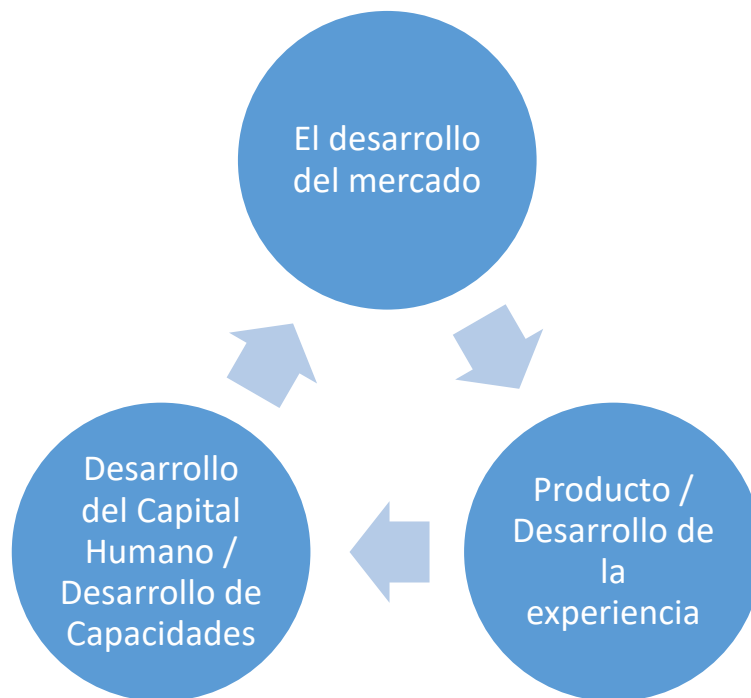 El desarrollo
del mercado
Producto /
Desarrollo de
la
experiencia
Desarrollo
del Capital
Humano /
Desarrollo de
Capacidades